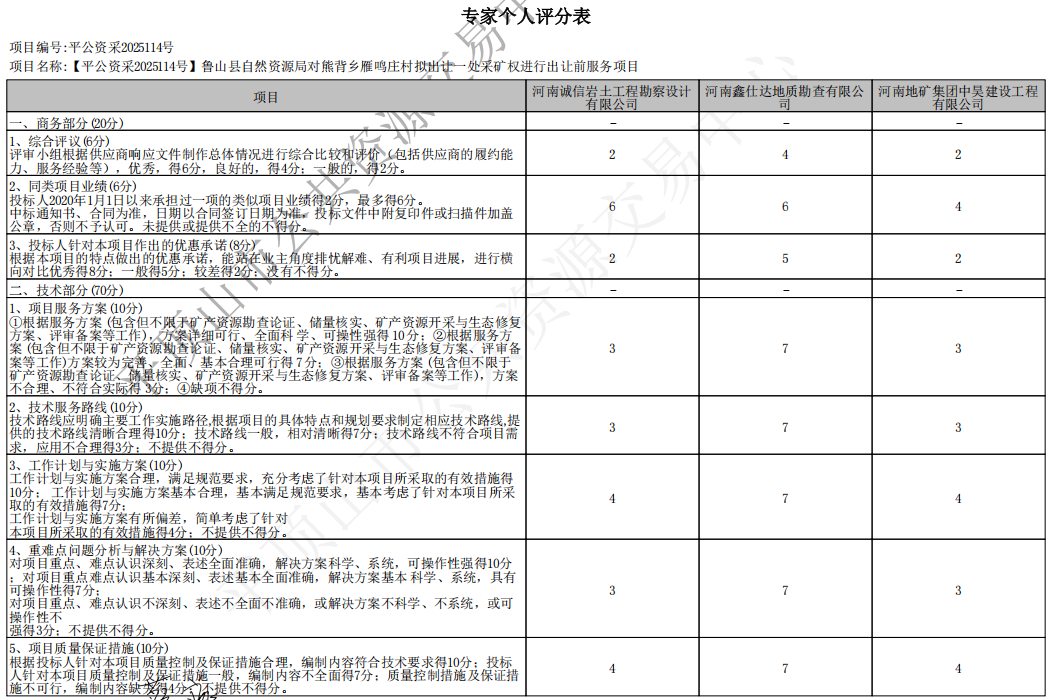 专家个人评分表
项目编号:平公资采2025114号
项目名称:【平公资采2025114号】鲁山县自然资源局对熊背乡雁鸣庄村拟出让一处采矿权进行出让前服务项目
项目
河南诚信岩土工程勘察设计
有限公司
河南鑫仕达地质勘查有限公
司
河南地矿集团中昊建设工程
有限公司
一、商务部分(20分)
–
–
–
1、综合评议(6分)
评审小组根据供应商响应文件制作总体情况进行综合比较和评价（包括供应商的履约能
力、服务经验等），优秀，得6分，良好的，得4分；一般的，得2分。
2
4
2
2、同类项目业绩(6分)
投标人2020年1月1日以来承担过一项的类似项目业绩得2分，最多得6分。
中标通知书、合同为准，日期以合同签订日期为准。投标文件中附复印件或扫描件加盖
公章，否则不予认可。未提供或提供不全的不得分。
6
6
4
3、投标人针对本项目作出的优惠承诺(8分)
根据本项目的特点做出的优惠承诺，能站在业主角度排忧解难、有利项目进展，进行横
向对比优秀得8分；一般得5分；较差得2分；没有不得分。
2
5
2
二、技术部分(70分)
–
–
–
1、项目服务方案(10分)
①根据服务方案(包含但不限于矿产资源勘查论证、储量核实、矿产资源开采与生态修复
方案、评审备案等工作)，方案详细可行、全面科学、可操性强得10分；②根据服务方
案(包含但不限于矿产资源勘查论证、储量核实、矿产资源开采与生态修复方案、评审备
案等工作)方案较为完善、全面、基本合理可行得7分；③根据服务方案(包含但不限于
矿产资源勘查论证、储量核实、矿产资源开采与生态修复方案、评审备案等工作)，方案
不合理、不符合实际得3分；④缺项不得分。
3
7
3
2、技术服务路线(10分)
技术路线应明确主要工作实施路径,根据项目的具体特点和规划要求制定相应技术路线,提
供的技术路线清晰合理得10分；技术路线一般，相对清晰得7分；技术路线不符合项目需
求，应用不合理得3分；不提供不得分。
3
7
3
3、工作计划与实施方案(10分)
工作计划与实施方案合理，满足规范要求，充分考虑了针对本项目所采取的有效措施得
10分； 工作计划与实施方案基本合理，基本满足规范要求，基本考虑了针对本项目所采
取的有效措施得7分；
工作计划与实施方案有所偏差，简单考虑了针对
本项目所采取的有效措施得4分；不提供不得分。
4
7
4
4、重难点问题分析与解决方案(10分)
对项目重点、难点认识深刻、表述全面准确，解决方案科学、系统，可操作性强得10分
；对项目重点难点认识基本深刻、表述基本全面准确，解决方案基本科学、系统，具有
可操作性得7分；
对项目重点、难点认识不深刻、表述不全面不准确，或解决方案不科学、不系统，或可
操作性不
强得3分；不提供不得分。
3
7
3
5、项目质量保证措施(10分)
根据投标人针对本项目质量控制及保证措施合理，编制内容符合技术要求得10分；投标
人针对本项目质量控制及保证措施一般，编制内容不全面得7分；质量控制措施及保证措
施不可行，编制内容缺失得4分；不提供不得分。
4
7
4
平顶山市公共资源交易中心
平顶山市公共资源交易中心